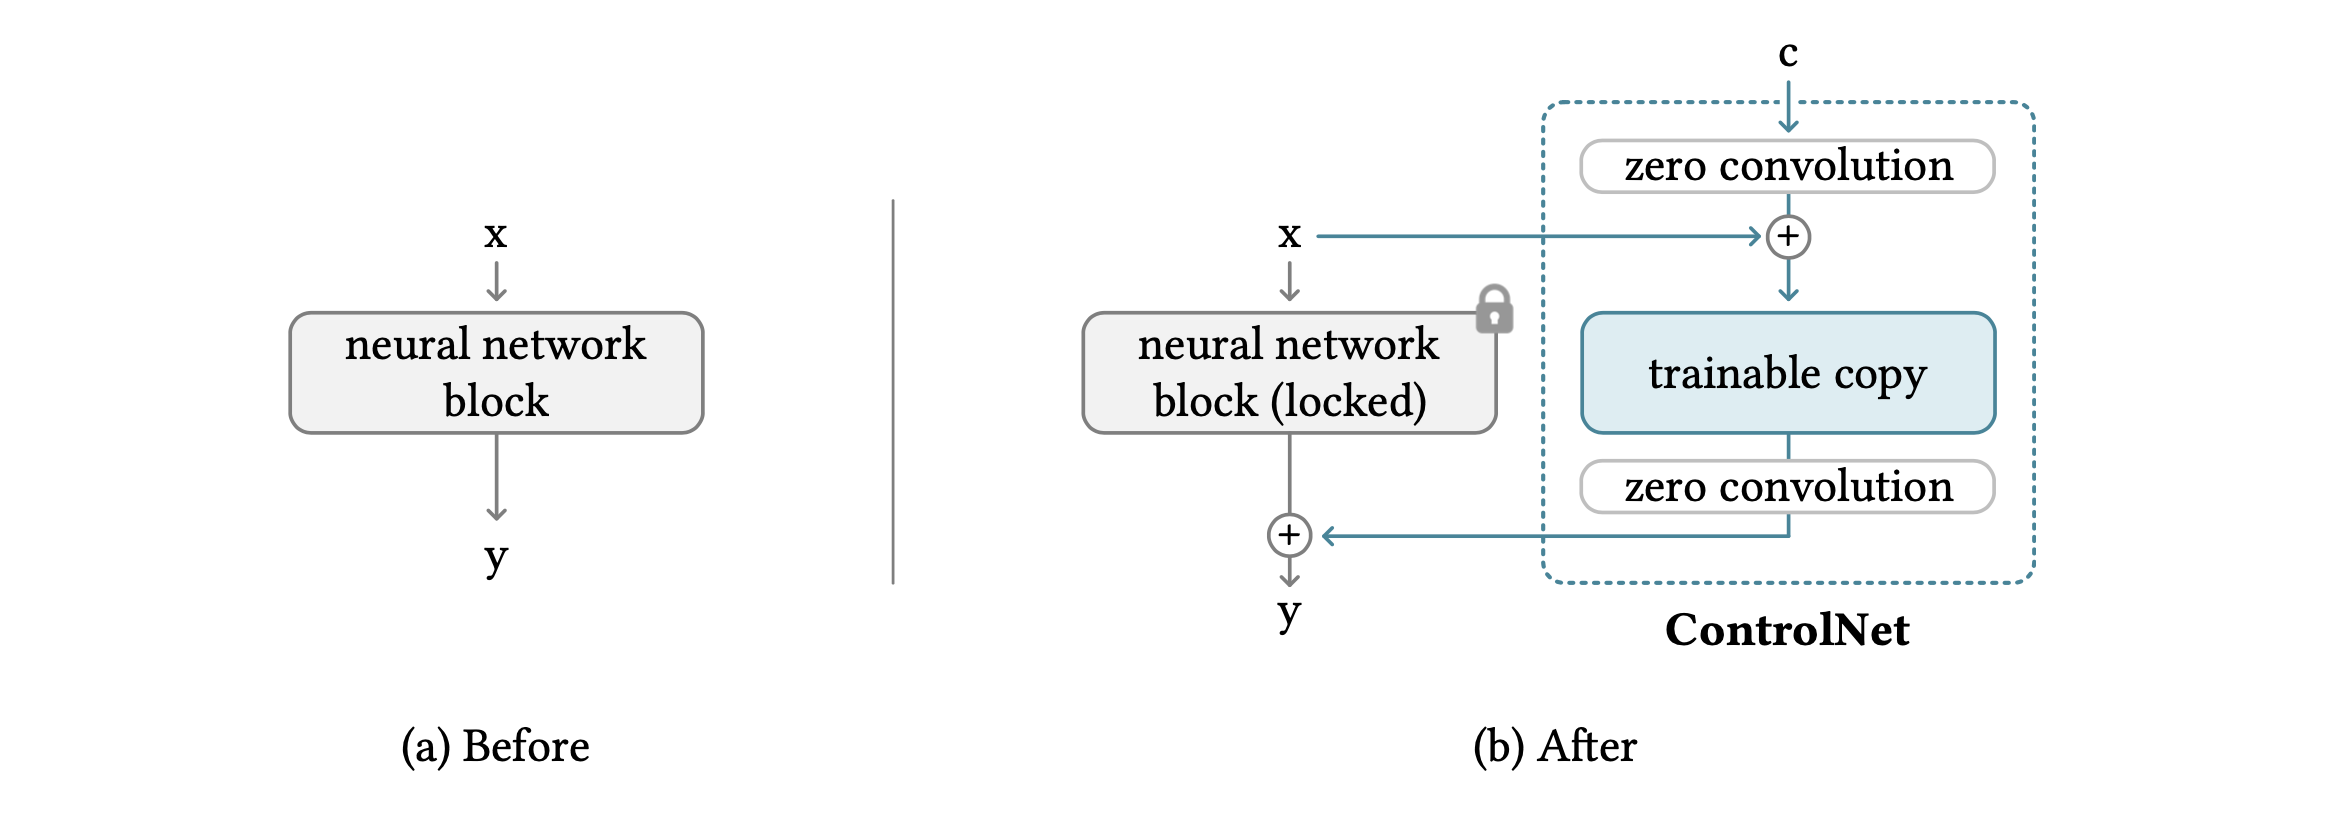 x
neural network
block
y
(a) Before
c
zero convolution
x
+
neural network
block (locked)
trainable copy
zero convolution
+
y
ControlNet
(b) After